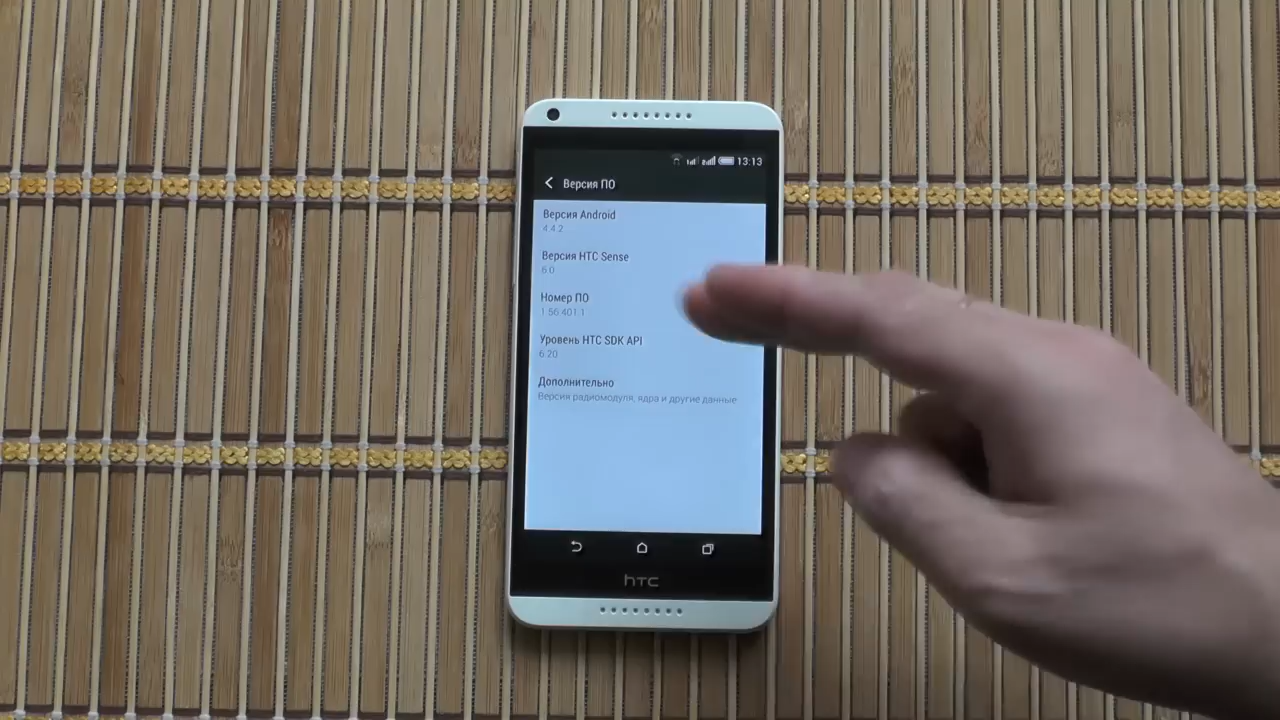 13:13
Версия ПО
Версия Android
4.4.2
Версия HTC Sense
6.0
Номер ПО
1.56.401.1
Уровень HTC SDK API
6.20
Дополнительно
Версия радиомодуля, ядра и другие данные
hTC